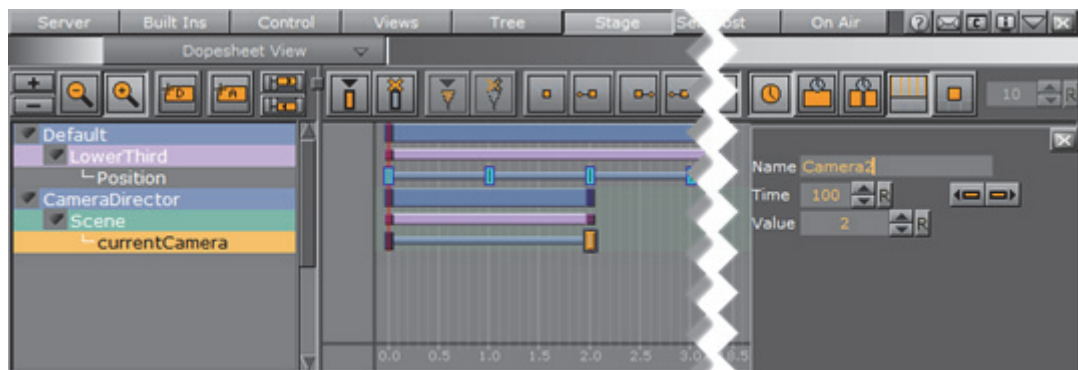 Server Built Ins Control Views Tree Stage On Air ?
Dopesheet View
D A 10 R
Default
LowerThird
Position
CameraDirector
Scene
currentCamera
0.0 0.5 1.0 1.5 2.0 2.5 3.0 8.5
Name Camera2
Time 100 R
Value 2 R